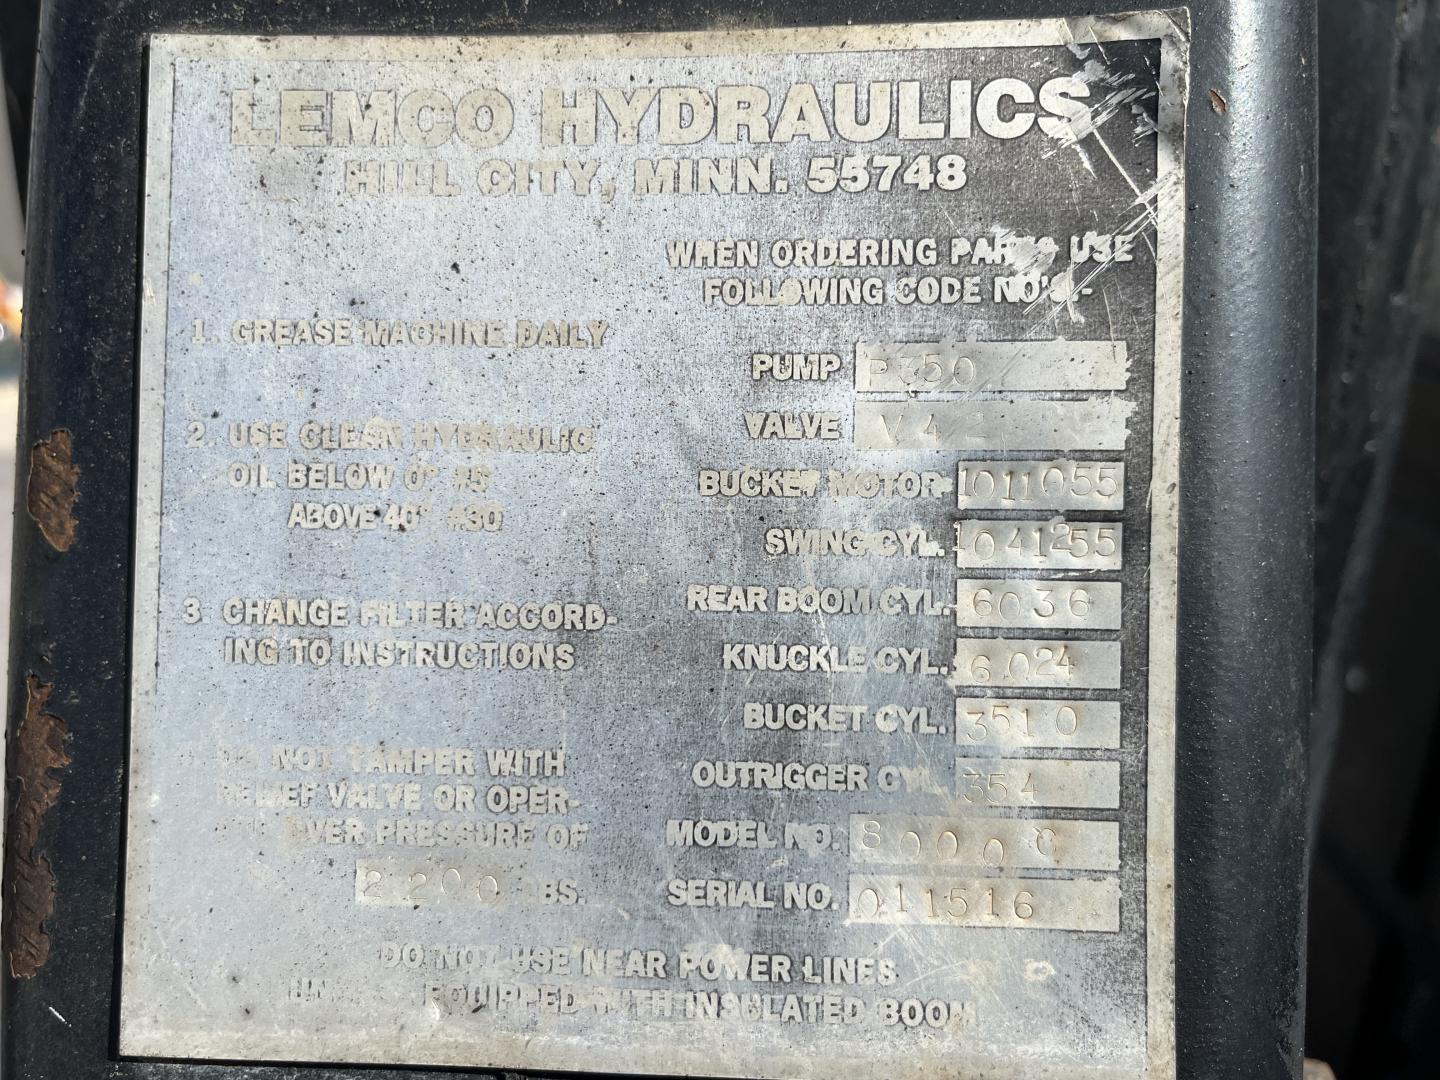 LEMCO HYDRAULICS
HILL CITY, MINN. 55748
WHEN ORDERING PARTS USE
FOLLOWING CODE NO'S.-
1. GREASE MACHINE DAILY
2. USE CLEAN HYDRAULIC
OIL BELOW 0° #5
ABOVE 40° #30
3. CHANGE FILTER ACCORD-
ING TO INSTRUCTIONS
DO NOT TAMPER WITH
RELIEF VALVE OR OPER-
OVER PRESSURE OF
2200 LBS.
PUMP P350
VALVE V42
BUCKET MOTOR 1011055
SWING CYL. 1041255
REAR BOOM CYL. 6036
KNUCKLE CYL. 6024
BUCKET CYL. 3510
OUTRIGGER CYL. 354
MODEL NO. 8000C
SERIAL NO. 011516
DO NOT USE NEAR POWER LINES
UNLESS EQUIPPED WITH INSULATED BOOM